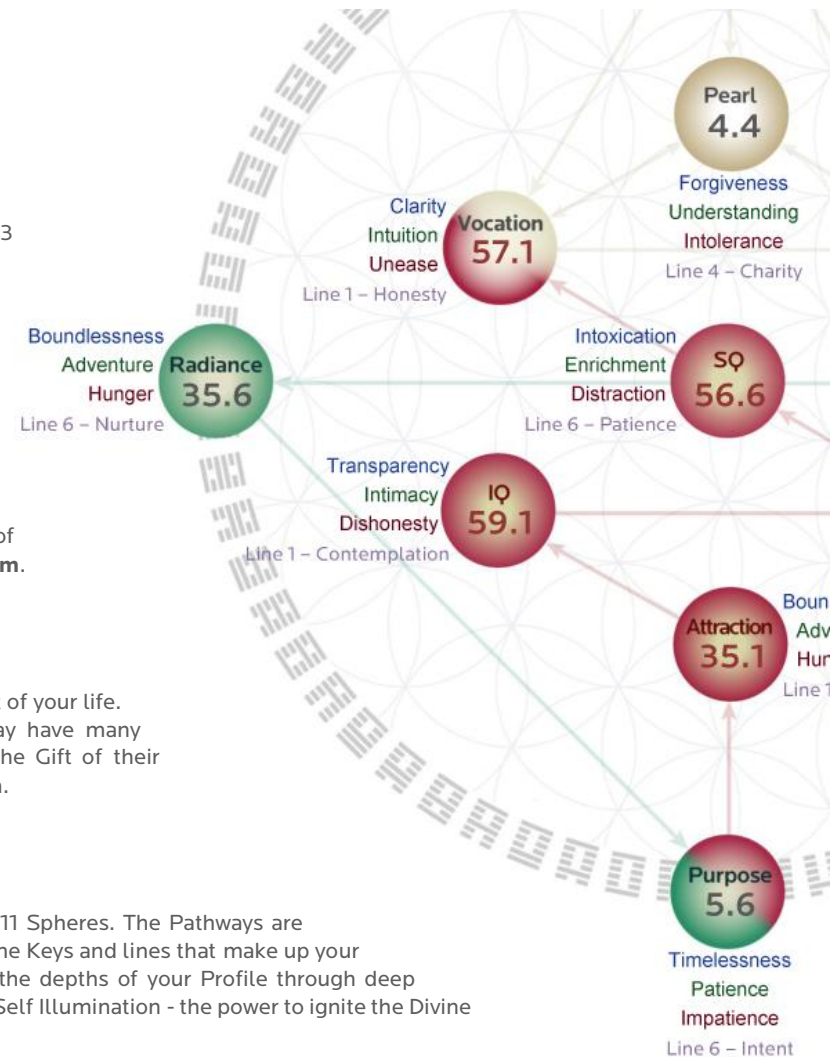 Pearl
4.4
Forgiveness
Understanding
Intolerance
Line 4 – Charity
Clarity
Intuition
Unease
Line 1 – Honesty
Vocation
57.1
3
Boundlessness
Adventure
Hunger
Line 6 – Nurture
Radiance
35.6
Intoxication
Enrichment
Distraction
Line 6 – Patience
SQ
56.6
Transparency
Intimacy
Dishonesty
Line 1 – Contemplation
IQ
59.1
of
m.
Attraction
35.1
Boun
Adv
Hun
Line 1
of your life.
ay have many
he Gift of their
Purpose
5.6
Timelessness
Patience
Impatience
Line 6 – Intent
11 Spheres. The Pathways are
ne Keys and lines that make up your
the depths of your Profile through deep
Self Illumination - the power to ignite the Divine